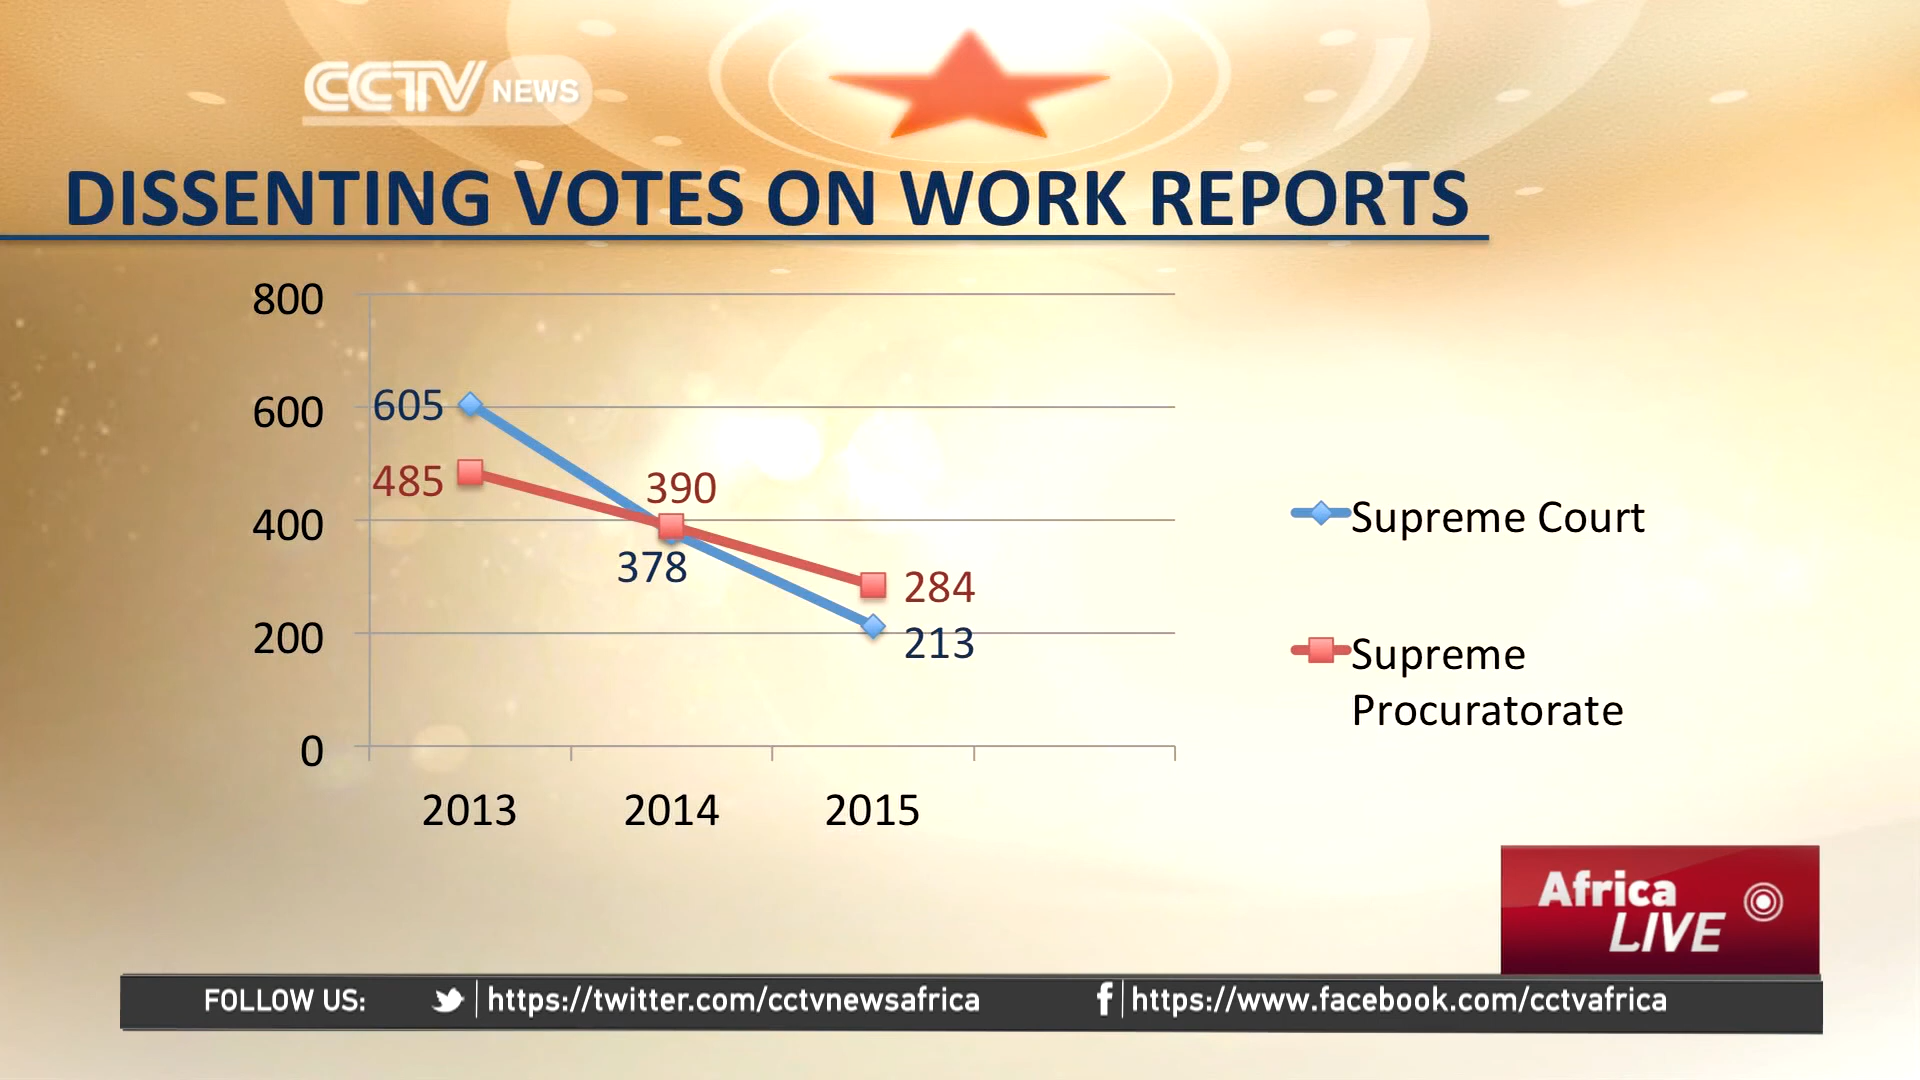 CCTV NEWS
DISSENTING VOTES ON WORK REPORTS
800
600
400
200
0
605
485
390
378
284
213
2013 2014 2015
Supreme Court
Supreme
Procuratorate
Africa
LIVE
FOLLOW US: https://twitter.com/cctvnewsafrica https://www.facebook.com/cctvafrica